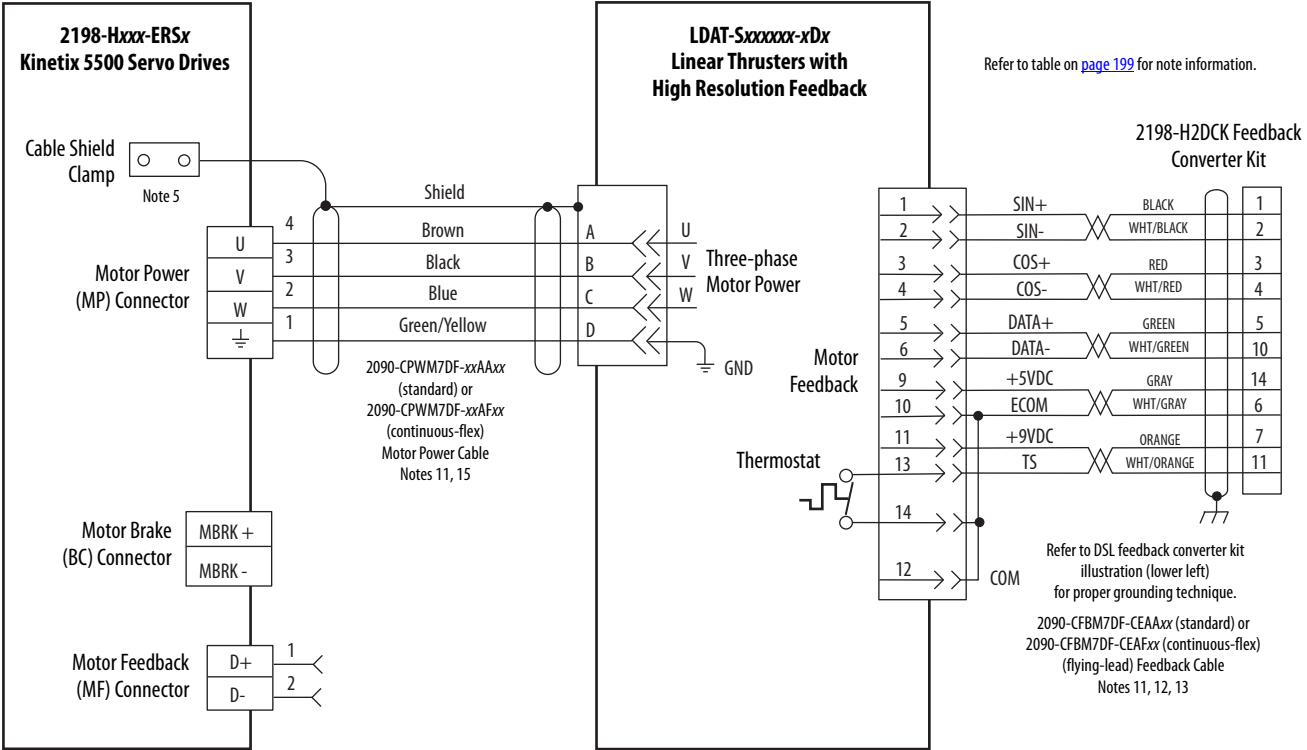 2198-Hxxx-ERSx
Kinetix 5500 Servo Drives
LDAT-Sxxxxxx-xDx
Linear Thrusters with
High Resolution Feedback
Refer to table on page 199 for note information.
2198-H2DCK Feedback
Converter Kit
Cable Shield
Clamp
Note 5
Shield
Motor Power
(MP) Connector
U 4 Brown A U
V 3 Black B V
W 2 Blue C W
1 Green/Yellow D
GND
Three-phase
Motor Power
2090-CPWM7DF-xxAAxx
(standard) or
2090-CPWM7DF-xxAFxx
(continuous-flex)
Motor Power Cable
Notes 11, 15
Motor Brake
(BC) Connector
MBRK +
MBRK -
Motor Feedback
(MF) Connector
D+ 1
D- 2
Motor
Feedback
Thermostat
1 SIN+ BLACK 1
2 SIN- WHT/BLACK 2
3 COS+ RED 3
4 COS- WHT/RED 4
5 DATA+ GREEN 5
6 DATA- WHT/GREEN 10
9 +5VDC GRAY 14
10 ECOM WHT/GRAY 6
11 +9VDC ORANGE 7
13 TS WHT/ORANGE 11
14
12 COM
Refer to DSL feedback converter kit
illustration (lower left)
for proper grounding technique.
2090-CFBM7DF-CEAAxx (standard) or
2090-CFBM7DF-CEAFxx (continuous-flex)
(flying-lead) Feedback Cable
Notes 11, 12, 13